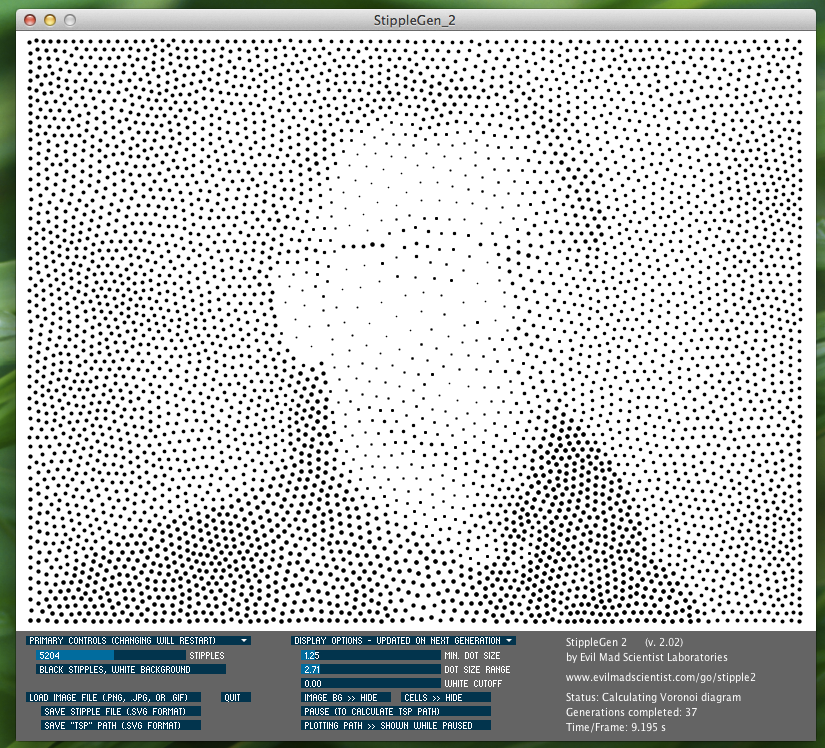 StippleGen_2
PRIMARY CONTROLS (CHANGING WILL RESTART)
5204 STIPPLES
BLACK STIPPLES, WHITE BACKGROUND
LOAD IMAGE FILE (.PNG, .JPG, OR .GIF) QUIT
SAVE STIPPLE FILE (.SVG FORMAT)
SAVE "TSP" PATH (.SVG FORMAT)
DISPLAY OPTIONS - UPDATED ON NEXT GENERATION
1.25 MIN. DOT SIZE
2.71 DOT SIZE RANGE
0.00 WHITE CUTOFF
IMAGE BG >> HIDE CELLS >> HIDE
PAUSE (TO CALCULATE TSP PATH)
PLOTTING PATH >> SHOWN WHILE PAUSED
StippleGen 2 (v. 2.02)
by Evil Mad Scientist Laboratories
www.evilmadscientist.com/go/stipple2
Status: Calculating Voronoi diagram
Generations completed: 37
Time/Frame: 9.195 s